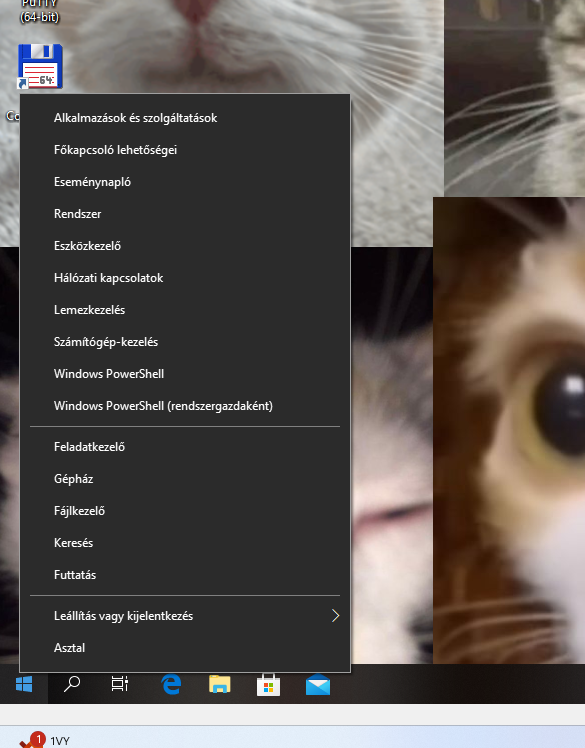 PuTTY
(64-bit)
64
Alkalmazások és szolgáltatások
Főkapcsoló lehetőségei
Eseménynapló
Rendszer
Eszközkezelő
Hálózati kapcsolatok
Lemezkezelés
Számítógép-kezelés
Windows PowerShell
Windows PowerShell (rendszergazdaként)
Feladatkezelő
Gépház
Fájlkezelő
Keresés
Futtatás
Leállítás vagy kijelentkezés
Asztal
1
1VY